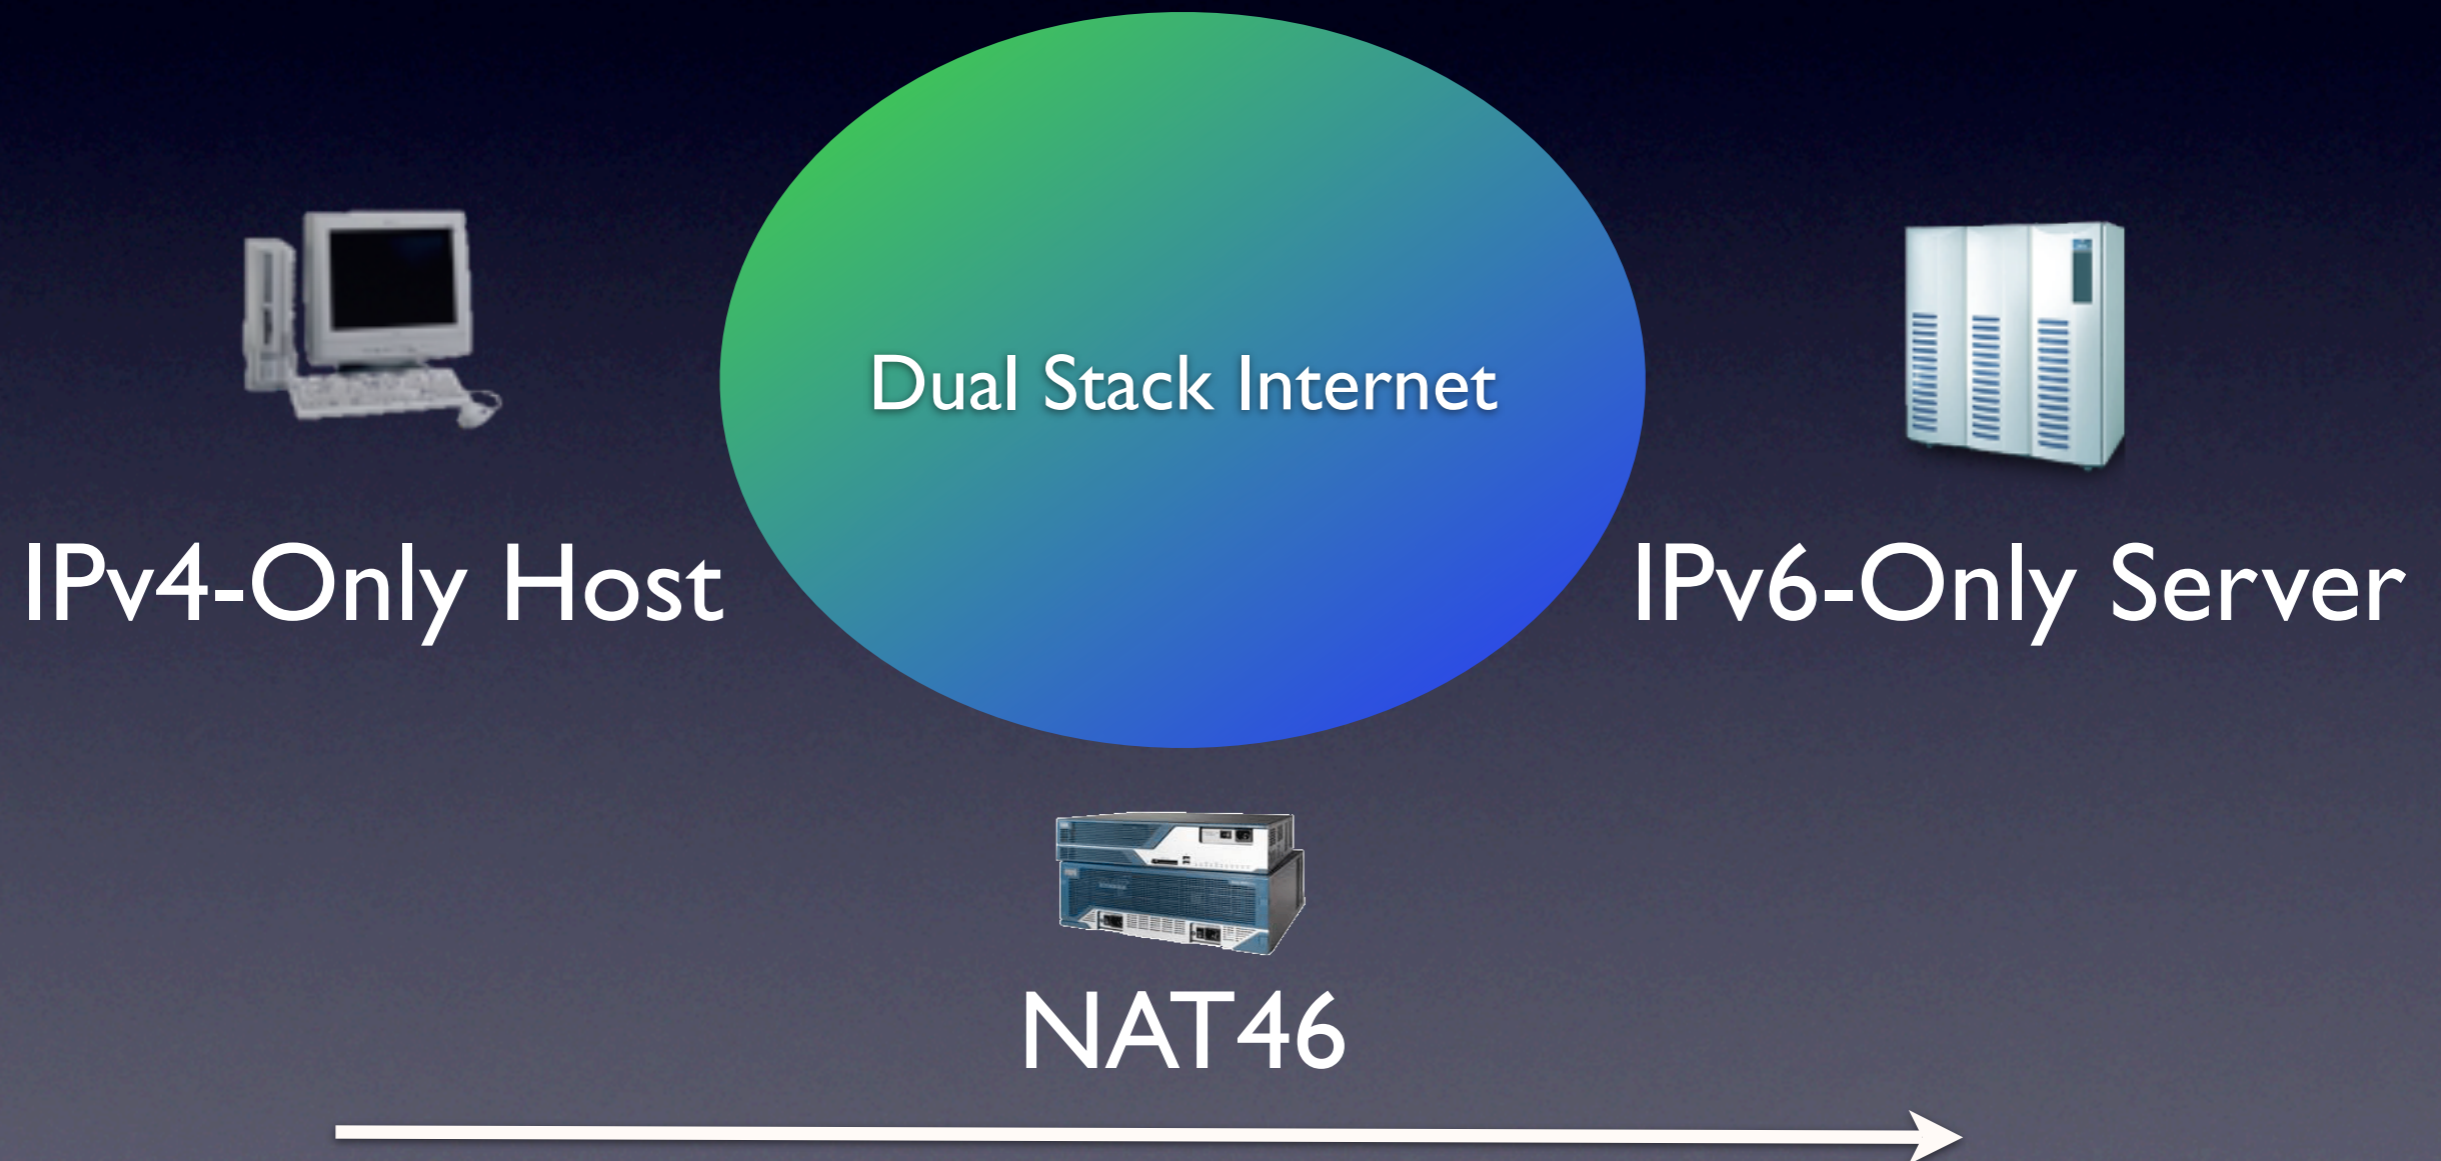 Dual Stack Internet
IPv4-Only Host
IPv6-Only Server
NAT46